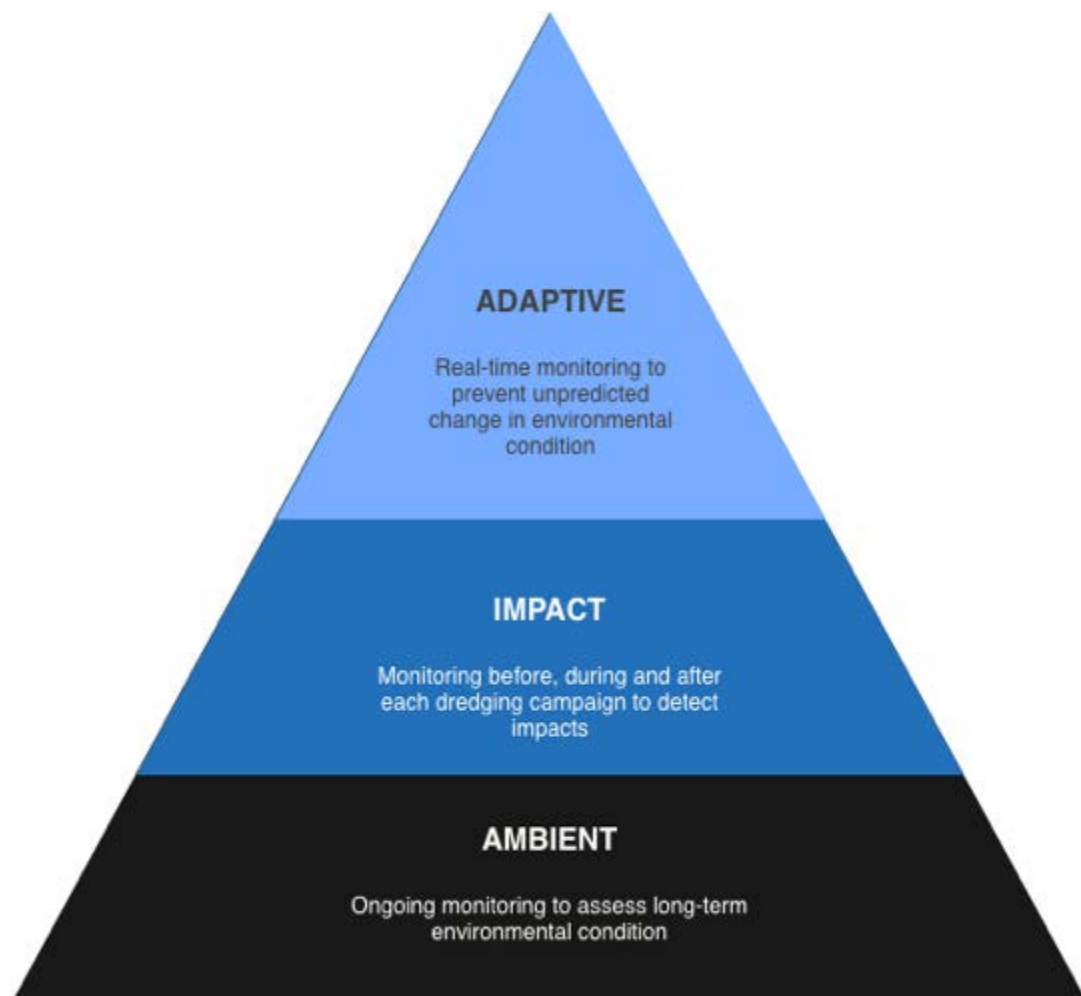 ADAPTIVE
Real-time monitoring to
prevent unpredicted
change in environmental
condition
IMPACT
Monitoring before, during and after
each dredging campaign to detect
impacts
AMBIENT
Ongoing monitoring to assess long-term
environmental condition